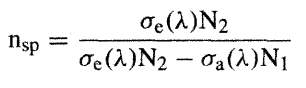 n_sp = σ_e(λ)N_2 / (σ_e(λ)N_2 − σ_a(λ)N_1)